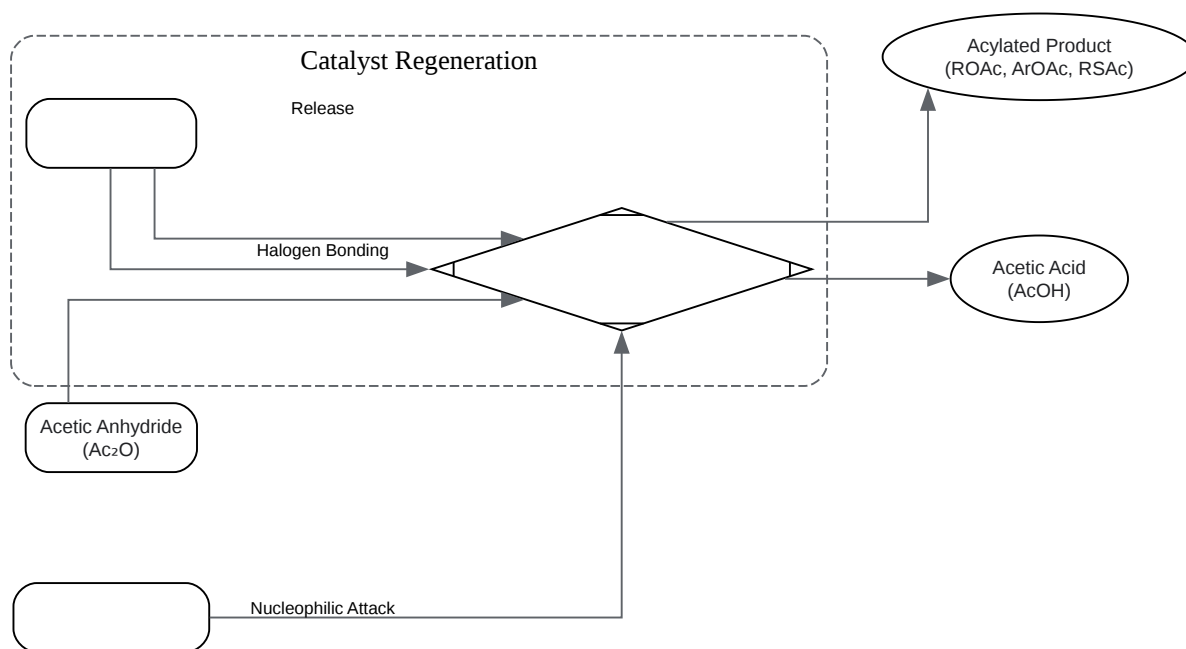 Catalyst Regeneration
Release
Acylated Product
(ROAc, ArOAc, RSAc)
Halogen Bonding
Acetic Acid
(AcOH)
Acetic Anhydride
(Ac₂O)
Nucleophilic Attack